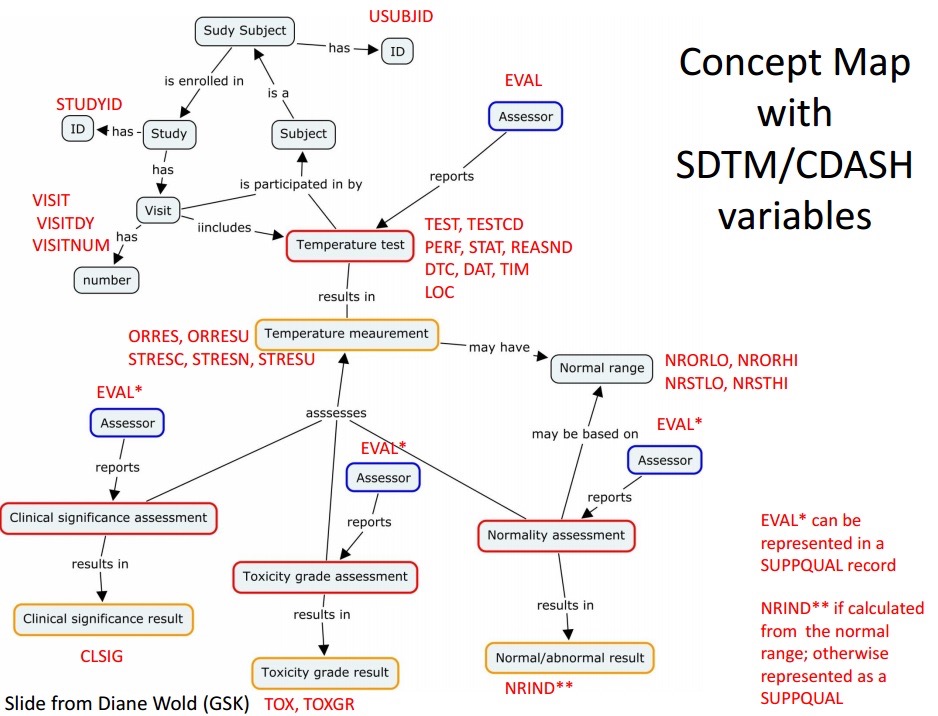 Concept Map
with
SDTM/CDASH
variables
USUBJID
Sudy Subject
has
ID
is enrolled in
is a
EVAL
Assessor
STUDYID
ID
has
Study
Subject
has
is participated in by
reports
VISIT
VISITDY
VISITNUM
Visit
has
iincludes
number
Temperature test
TEST, TESTCD
PERF, STAT, REASND
DTC, DAT, TIM
LOC
results in
ORRES, ORRESU
STRESC, STRESN, STRESU
Temperature meaurement
may have
Normal range
NRORLO, NRORHI
NRSTLO, NRSTHI
EVAL*
Assessor
reports
asssesses
EVAL*
Assessor
reports
may be based on
EVAL*
Assessor
reports
Clinical significance assessment
results in
Clinical significance result
CLSIG
Toxicity grade assessment
results in
Toxicity grade result
TOX, TOXGR
Normality assessment
results in
Normal/abnormal result
NRIND**
EVAL* can be
represented in a
SUPPQUAL record
NRIND** if calculated
from the normal
range; otherwise
represented as a
SUPPQUAL
Slide from Diane Wold (GSK)